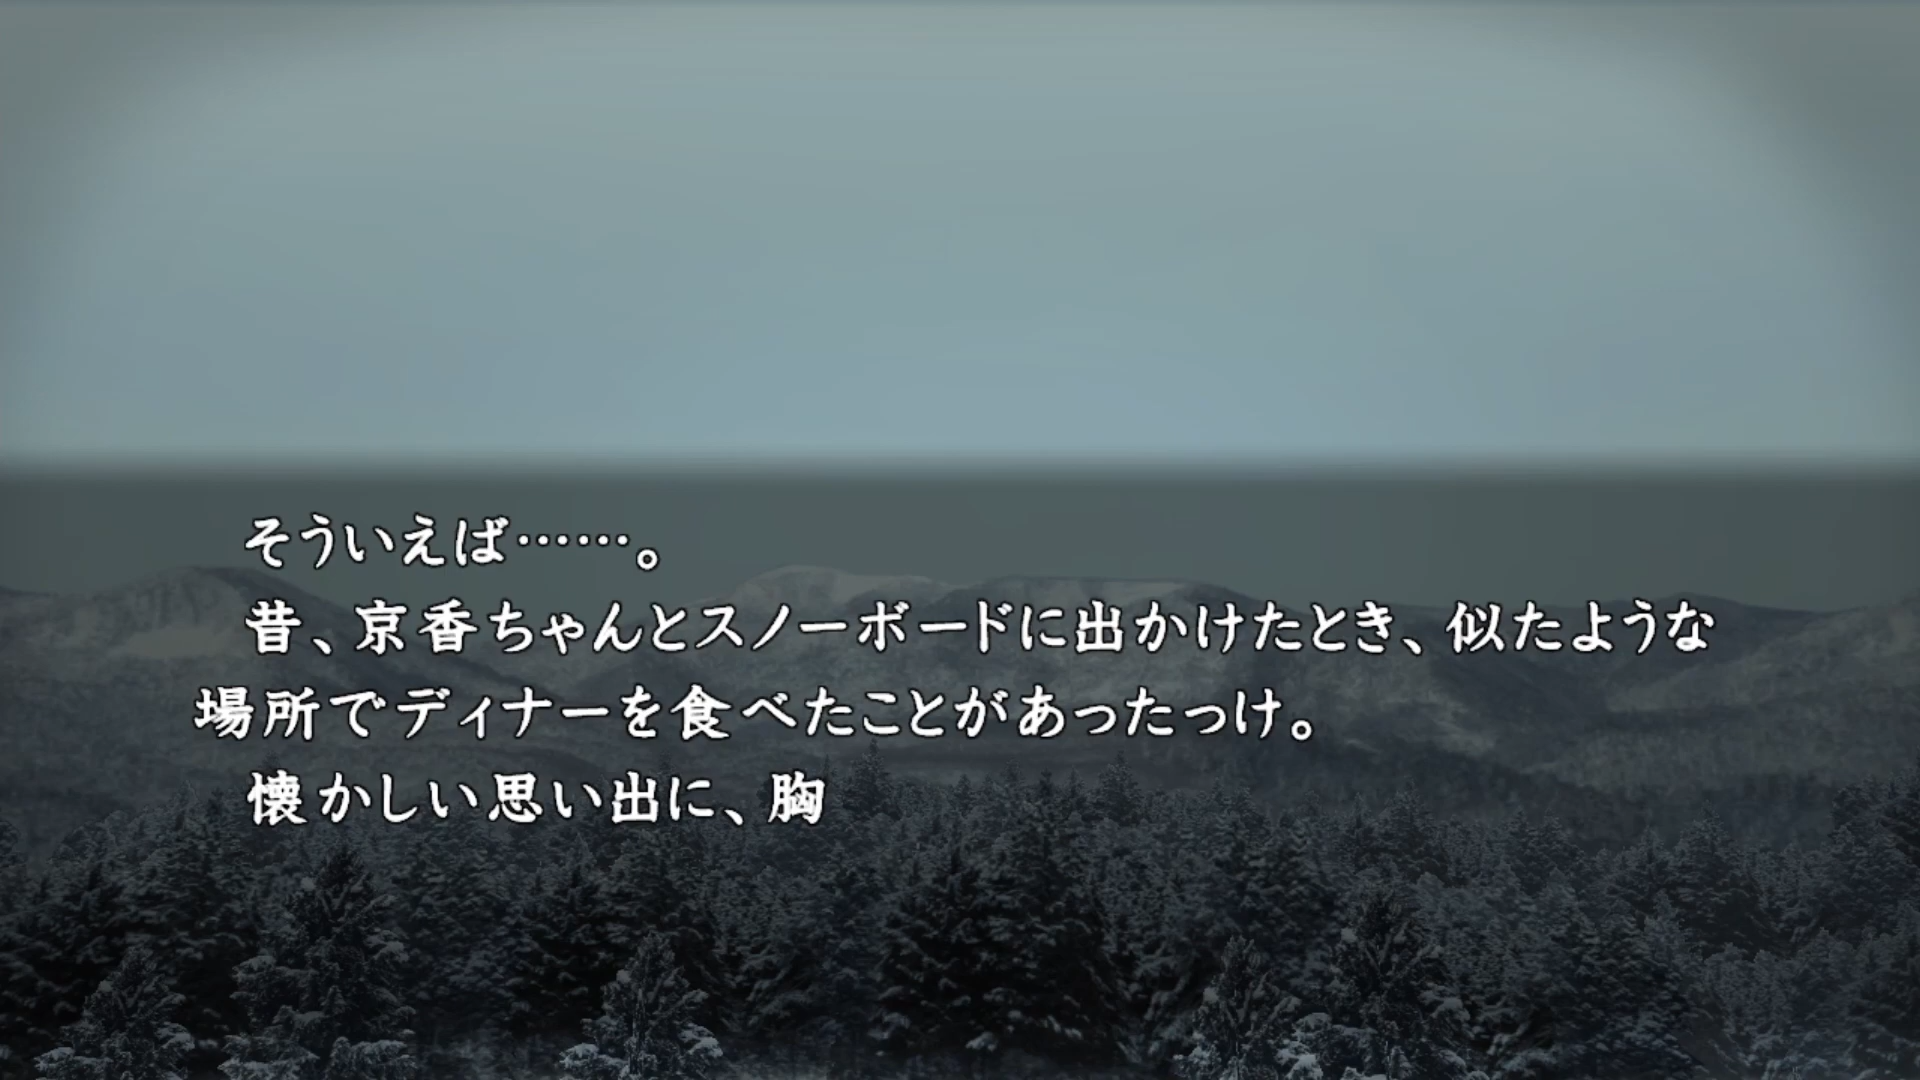 そういえば……。
昔、京香ちゃんとスノーボードに出かけたとき、似たような
場所でディナーを食べたことがあったっけ。
懐かしい思い出に、胸